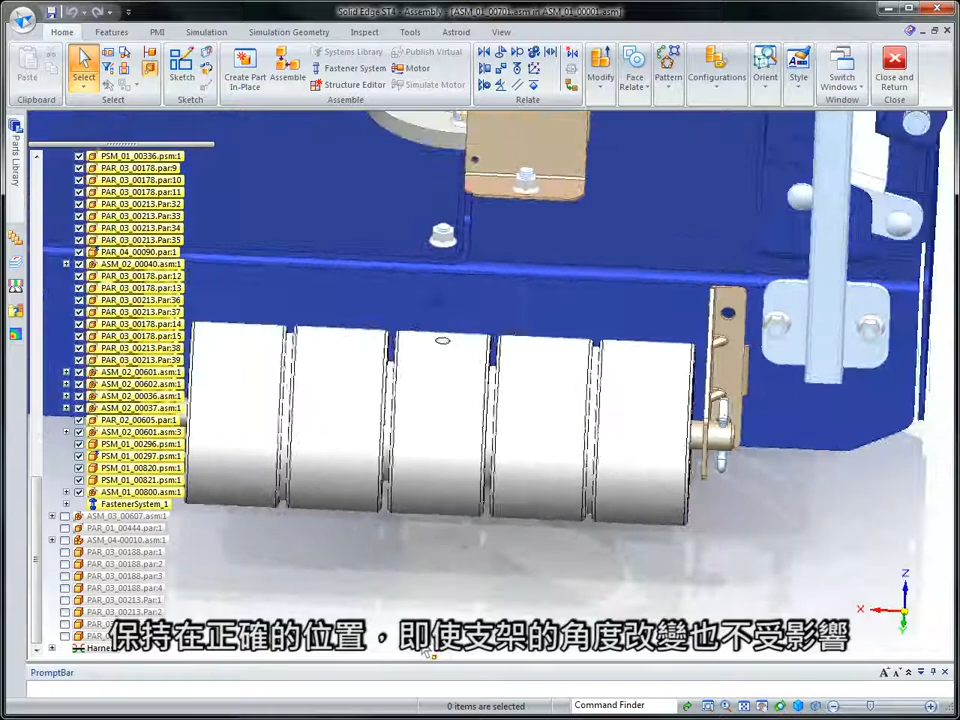 Solid Edge ST4 - Assembly - [ASM_01_00701.asm in ASM_01_00001.asm]
Home
Features
PMI
Simulation
Simulation Geometry
Inspect
Tools
Astroid
View
Paste
Clipboard
Select
Select
Sketch
Sketch
Create Part In-Place
Assemble
Systems Library
Fastener System
Structure Editor
Publish Virtual
Motor
Simulate Motor
Assemble
Relate
Modify
Face Relate
Pattern
Configurations
Orient
Style
Switch Windows
Window
Close and Return
Close
Parts Library
PSM_01_00336.psm:1
PAR_03_00178.par:9
PAR_03_00178.par:10
PAR_03_00178.par:11
PAR_03_00213.Par:32
PAR_03_00213.Par:33
PAR_03_00213.Par:34
PAR_03_00213.Par:35
PAR_04_00090.par:1
ASM_02_00040.asm:1
PAR_03_00178.par:12
PAR_03_00178.par:13
PAR_03_00213.Par:36
PAR_03_00213.Par:37
PAR_03_00178.par:14
PAR_03_00178.par:15
PAR_03_00213.Par:38
PAR_03_00213.Par:39
ASM_02_00601.asm:1
ASM_02_00602.asm:1
ASM_02_00036.asm:1
ASM_02_00037.asm:1
PAR_02_00605.par:1
ASM_02_00601.asm:3
PSM_01_00296.psm:1
PSM_01_00297.psm:1
PSM_01_00820.psm:1
PSM_01_00821.psm:1
ASM_01_00800.asm:1
FastenerSystem_1
ASM_03_00607.asm:1
PAR_01_00444.par:1
ASM_04-00010.asm:1
PAR_03_00188.par:1
PAR_03_00188.par:2
PAR_03_00188.par:3
PAR_03_00188.par:4
PAR_03_00213.Par:1
PAR_03_00213.Par:2
Z
X
Y
保持在正確的位置，即使支架的角度改變也不受影響
PromptBar
0 items are selected
Command Finder